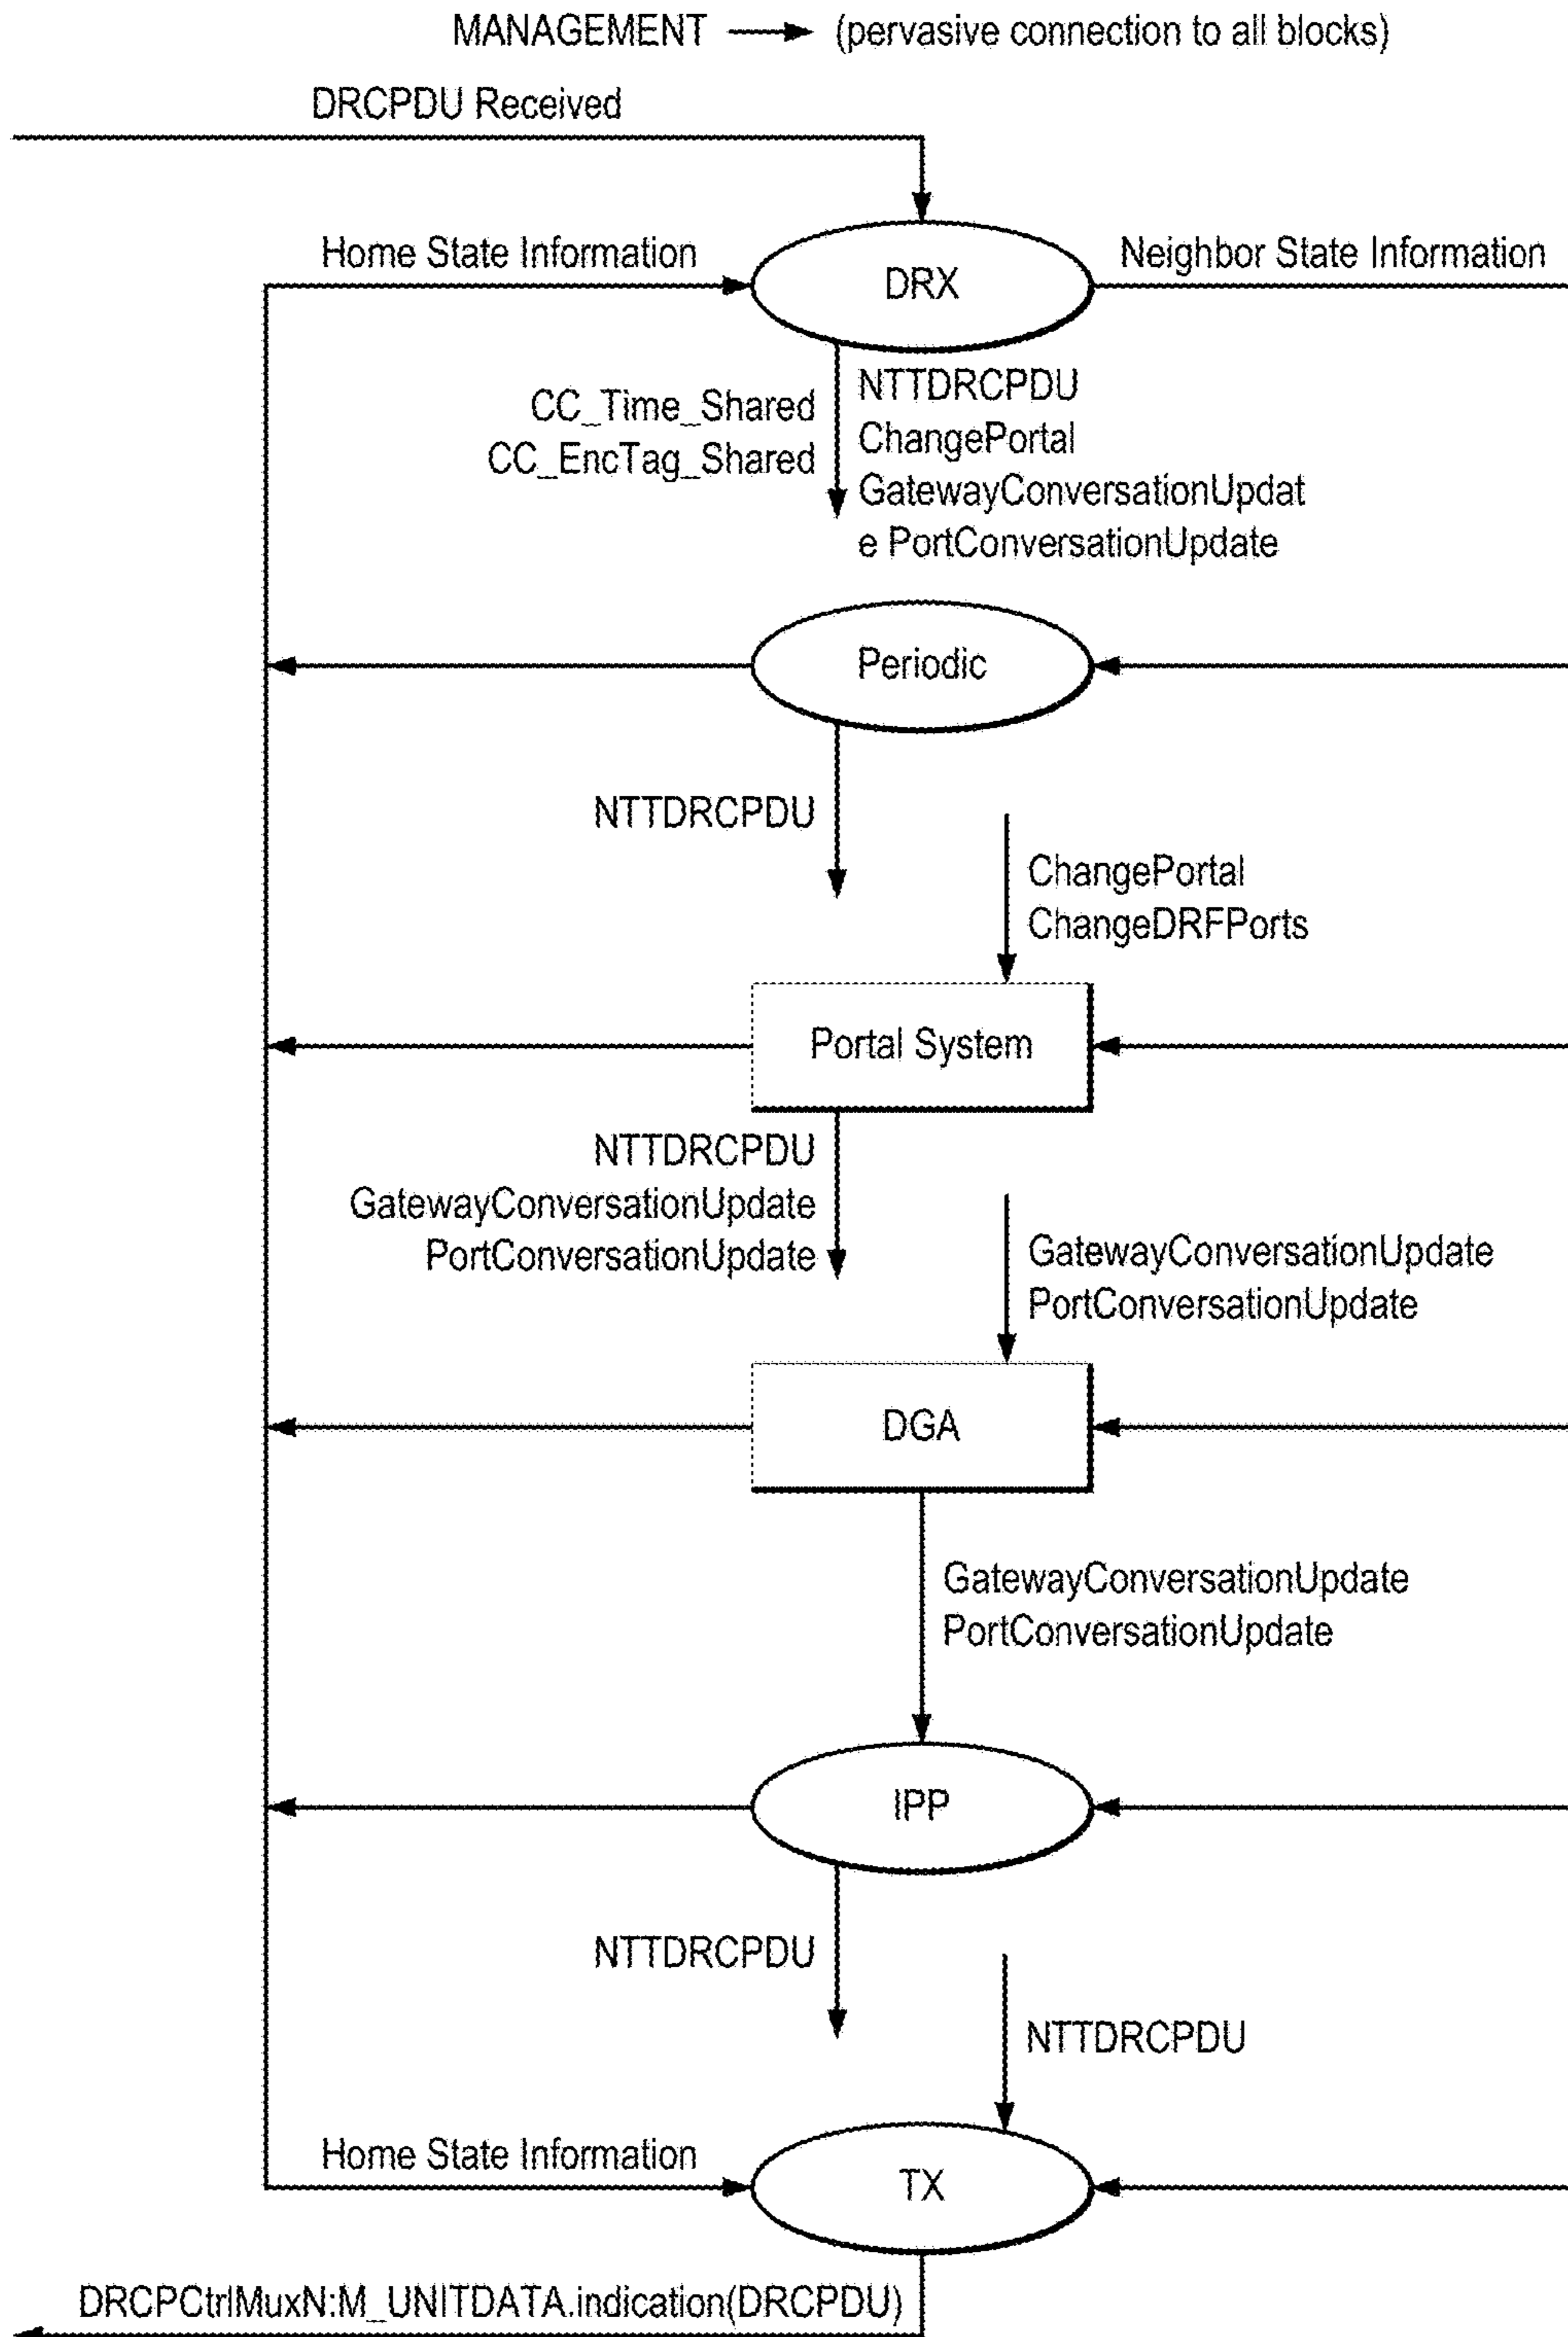 MANAGEMENT (pervasive connection to all blocks)
DRCPDU Received
Home State Information
DRX
Neighbor State Information
CC_Time_Shared
CC_EncTag_Shared
NTTDRCPDU
ChangePortal
GatewayConversationUpdat
e PortConversationUpdate
Periodic
NTTDRCPDU
ChangePortal
ChangeDRFPorts
Portal System
NTTDRCPDU
GatewayConversationUpdate
PortConversationUpdate
GatewayConversationUpdate
PortConversationUpdate
DGA
GatewayConversationUpdate
PortConversationUpdate
IPP
NTTDRCPDU
NTTDRCPDU
Home State Information
TX
DRCPCtrlMuxN:M_UNITDATA.indication(DRCPDU)